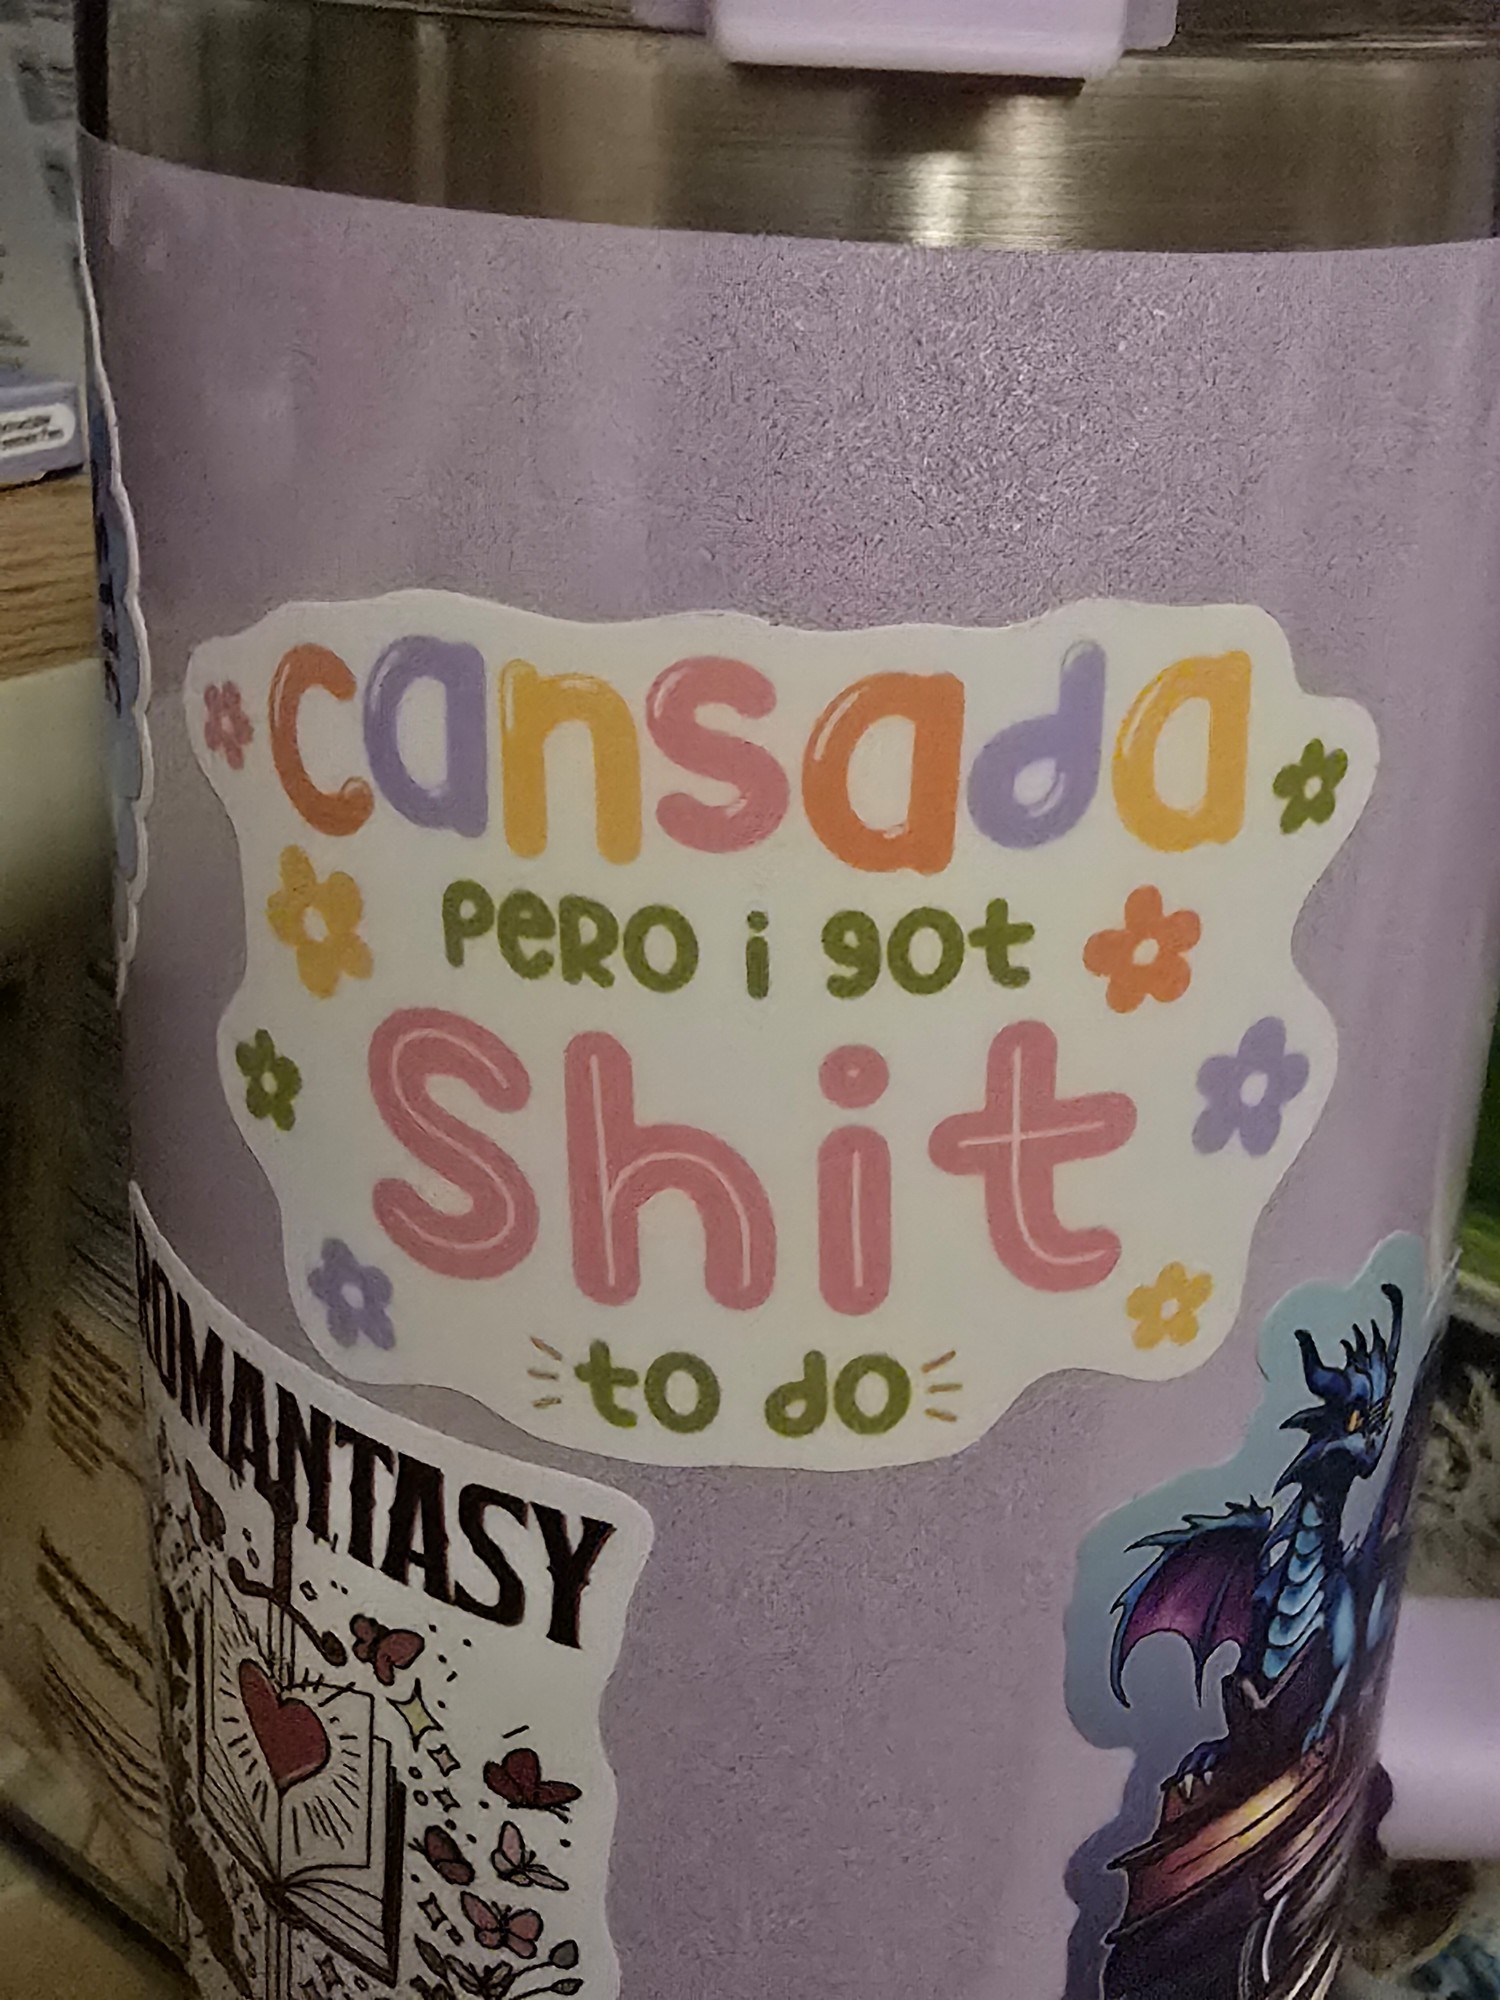 cansada
pero i got
Shit
to do
ROMANTASY